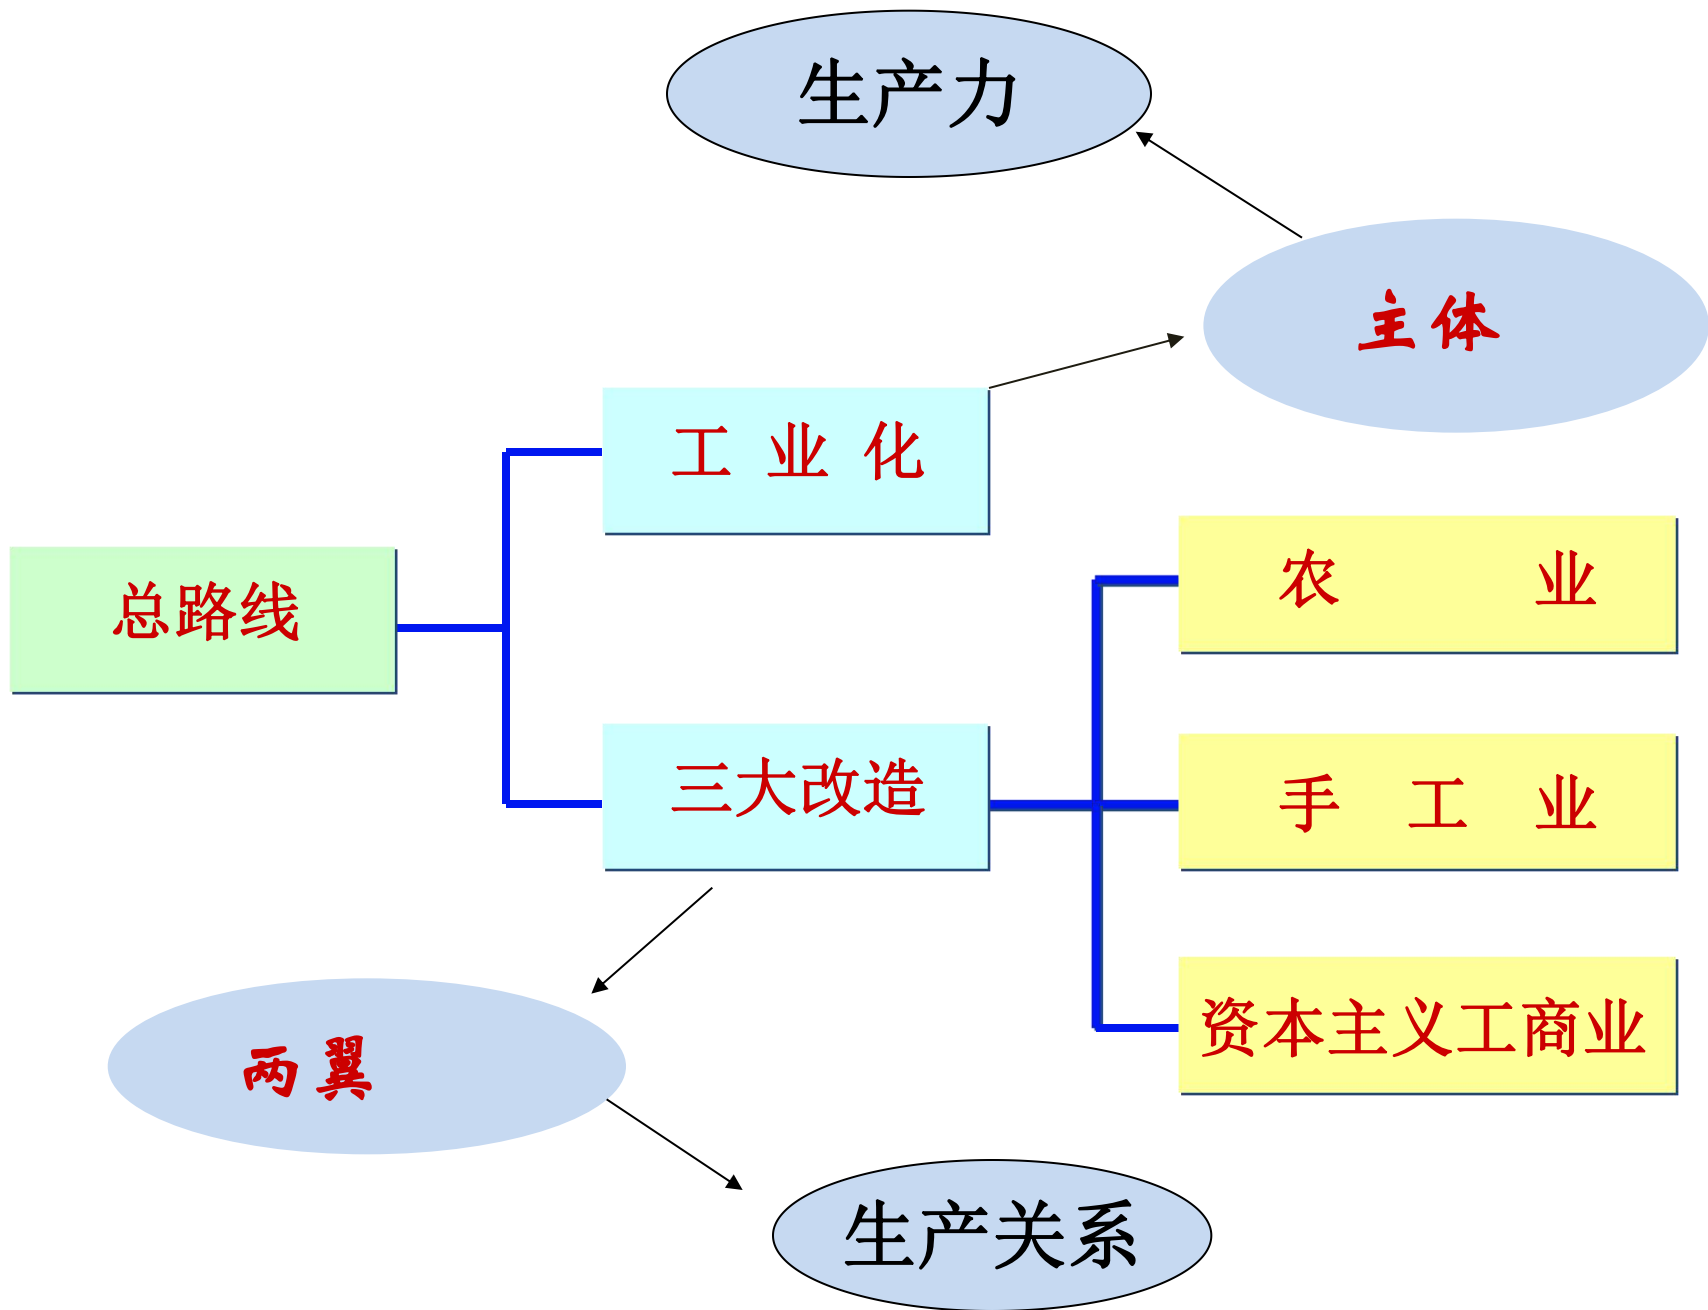 生产力
主体
工 业 化
农 业
总路线
三大改造
手 工 业
资本主义工商业
两翼
生产关系